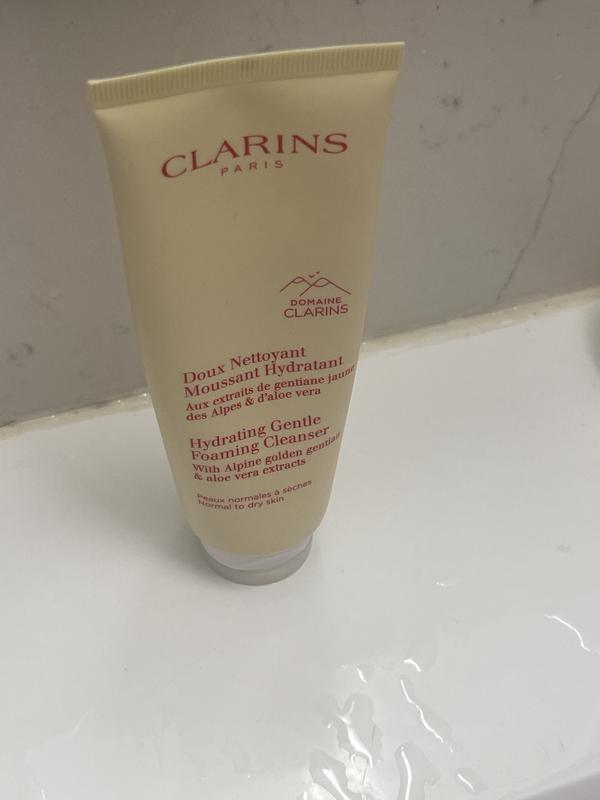 CLARINS
PARIS
DOMAINE
CLARINS
Doux Nettoyant
Moussant Hydratant
Aux extraits de gentiane jaune
des Alpes & d'aloe vera
Hydrating Gentle
Foaming Cleanser
With Alpine golden gentian
& aloe vera extracts
Peaux normales à sèches
Normal to dry skin